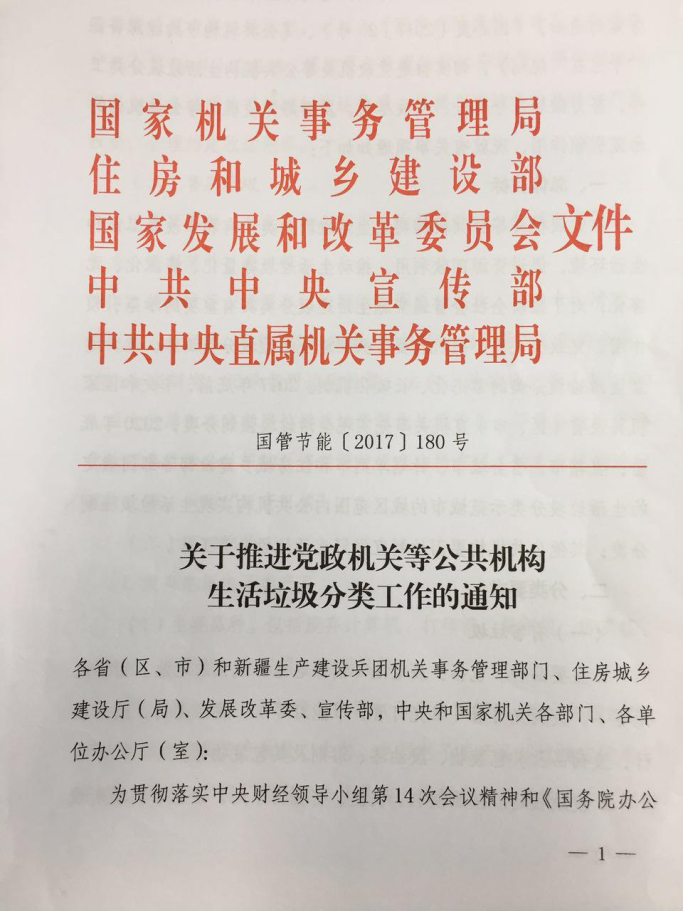 国家机关事务管理局
住房和城乡建设部
国家发展和改革委员会文件
中共中央宣传部
中共中央直属机关事务管理局
国管节能〔2017〕180号
关于推进党政机关等公共机构
生活垃圾分类工作的通知
各省(区、市)和新疆生产建设兵团机关事务管理部门、住房城乡
建设厅(局)、发展改革委、宣传部,中央和国家机关各部门、各单
位办公厅(室):
为贯彻落实中央财经领导小组第14次会议精神和《国务院办公
— 1 —